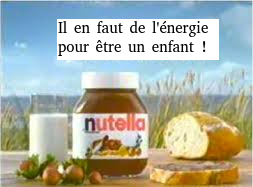 Il en faut de l'énergie
pour être un enfant !
nutella